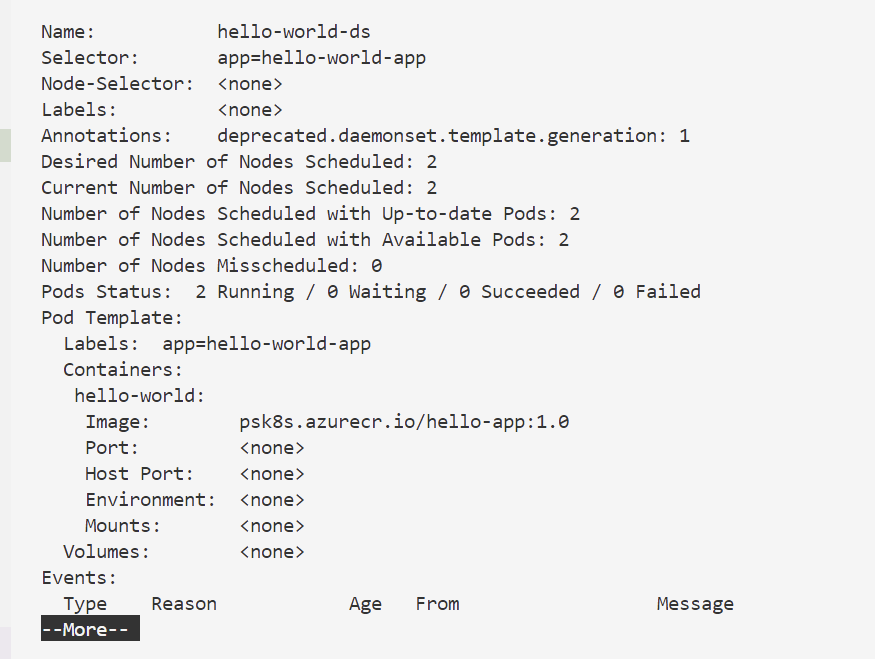 Name:           hello-world-ds
Selector:       app=hello-world-app
Node-Selector:  <none>
Labels:         <none>
Annotations:    deprecated.daemonset.template.generation: 1
Desired Number of Nodes Scheduled: 2
Current Number of Nodes Scheduled: 2
Number of Nodes Scheduled with Up-to-date Pods: 2
Number of Nodes Scheduled with Available Pods: 2
Number of Nodes Misscheduled: 0
Pods Status:  2 Running / 0 Waiting / 0 Succeeded / 0 Failed
Pod Template:
  Labels:  app=hello-world-app
  Containers:
   hello-world:
    Image:        psk8s.azurecr.io/hello-app:1.0
    Port:         <none>
    Host Port:    <none>
    Environment:  <none>
    Mounts:       <none>
  Volumes:        <none>
Events:
  Type    Reason            Age   From                  Message
--More--